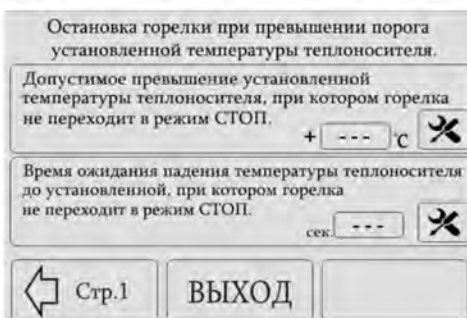 Остановка горелки при превышении порога
установленной температуры теплоносителя.
Допустимое превышение установленной
температуры теплоносителя, при котором горелка
не переходит в режим СТОП.
+ --- °C
Время ожидания падения температуры теплоносителя
до установленной, при котором горелка
не переходит в режим СТОП.
сек. ---
Стр.1 ВЫХОД